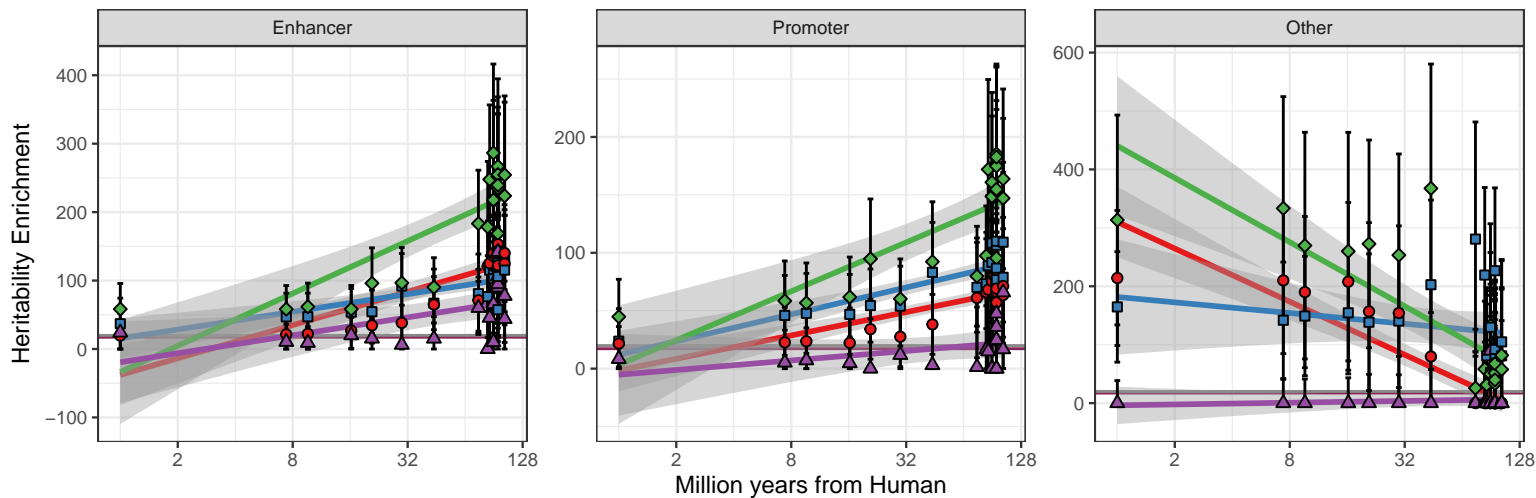 Enhancer
Promoter
Other
Heritability Enrichment
400
300
200
100
0
−100
200
100
0
600
400
200
0
2 8 32 128
2 8 32 128
2 8 32 128
Million years from Human